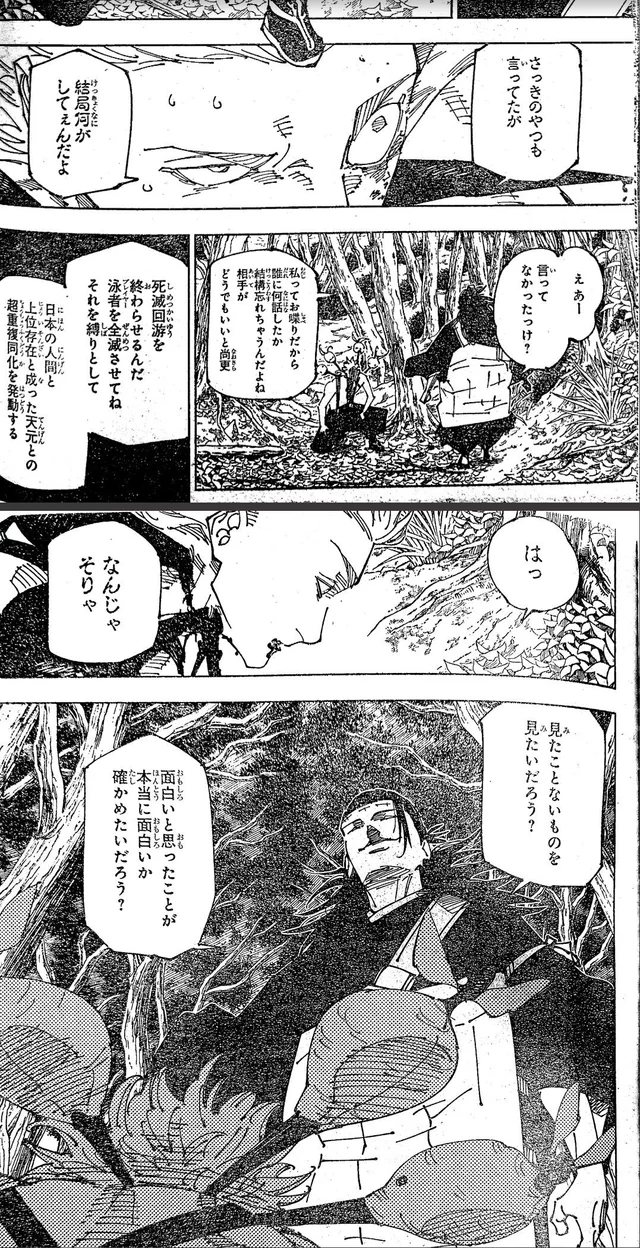 さっきのやつも
言ってたが
結局何が
してぇんだよ
えぁー
言って
なかったっけ？
私ってお喋りだから
誰に何話したか
結構忘れちゃうんだよね
相手が
どうでもいいと尚更
死滅回游を
終わらせるんだ
泳者を全滅させてね
それを縛りとして
日本の人間と
上位存在と成った天元との
超重複同化を発動する
はっ
なんじゃ
そりゃ
見たことないものを
見たいだろう？
面白いと思ったことが
本当に面白いか
確かめたいだろう？